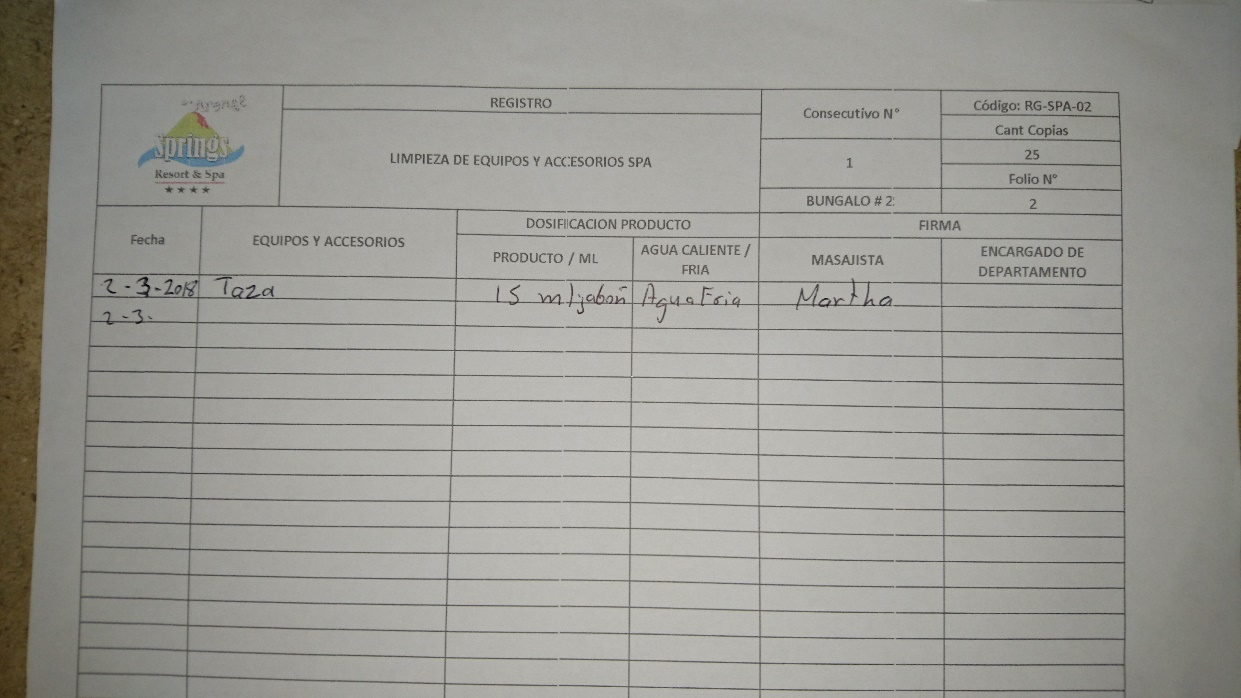 Springs
Resort & Spa
REGISTRO
LIMPIEZA DE EQUIPOS Y ACCESORIOS SPA
Consecutivo N°
1
BUNGALO # 2
Código: RG-SPA-02
Cant Copias
25
Folio N°
2
Fecha
EQUIPOS Y ACCESORIOS
DOSIFICACION PRODUCTO
PRODUCTO / ML
AGUA CALIENTE /
FRIA
FIRMA
MASAJISTA
ENCARGADO DE
DEPARTAMENTO
2-3-2018 Taza 15 ml jabón Agua Fria Martha
2-3-